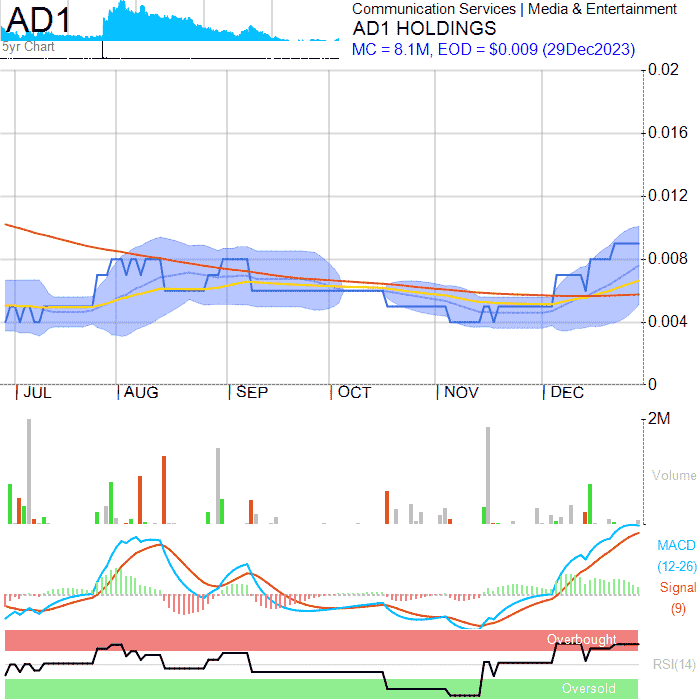 AD1
Communication Services | Media & Entertainment
AD1 HOLDINGS
5yr Chart
MC = 8.1M, EOD = $0.009 (29Dec2023)
0.02
0.016
0.012
0.008
0.004
0
JUL AUG SEP OCT NOV DEC
2M
Volume
MACD
(12-26)
Signal
(9)
Overbought
RSI(14)
Oversold